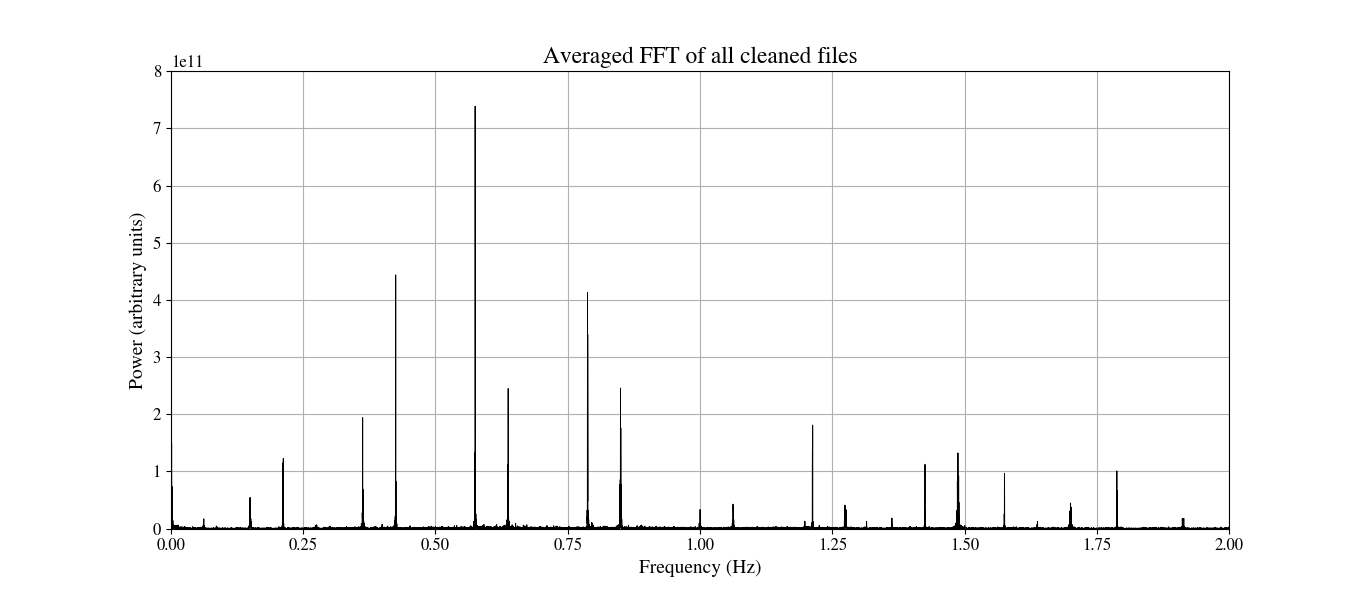 Averaged FFT of all cleaned files
1e11
8
7
6
5
4
3
2
1
0
Power (arbitrary units)
0.00 0.25 0.50 0.75 1.00 1.25 1.50 1.75 2.00
Frequency (Hz)